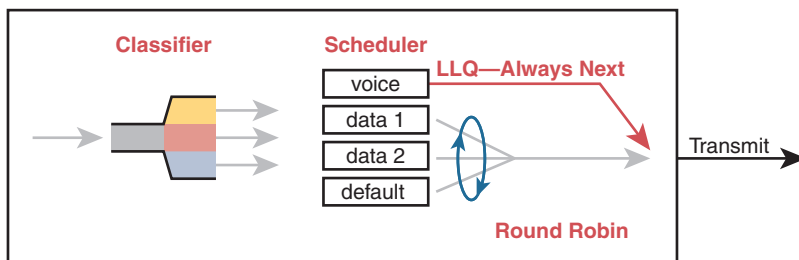 Classifier
Scheduler
voice
LLQ—Always Next
data 1
data 2
default
Round Robin
Transmit